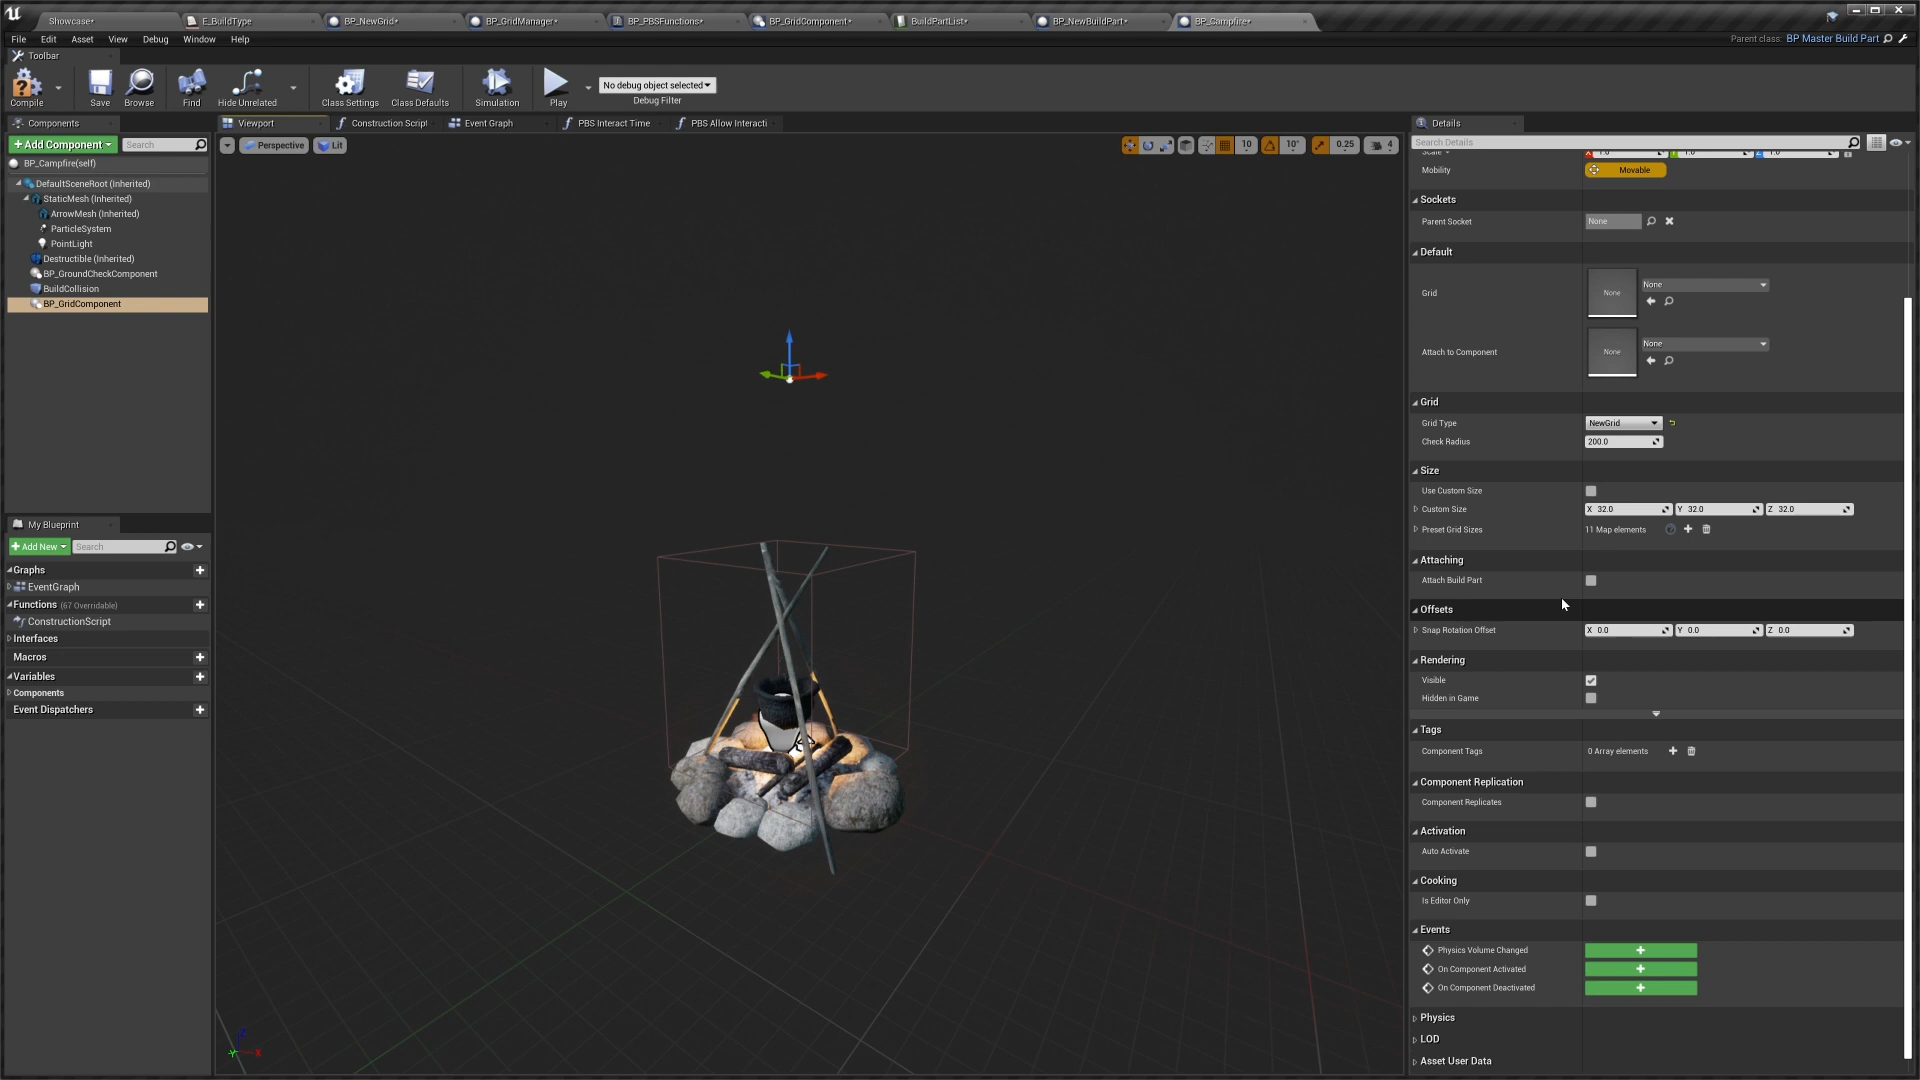 Showcase•
E_BuildType
BP_NewGrid•
BP_GridManager•
BP_PBSFunctions•
BP_GridComponent•
BuildPartList•
BP_NewBuildPart•
BP_Campfire•
File
Edit
Asset
View
Debug
Window
Help
Parent class:
BP Master Build Part
Toolbar
Compile
Save
Browse
Find
Hide Unrelated
Class Settings
Class Defaults
Simulation
Play
No debug object selected
Debug Filter
Components
+ Add Component
Search
BP_Campfire(self)
DefaultSceneRoot (Inherited)
StaticMesh (Inherited)
ArrowMesh (Inherited)
ParticleSystem
PointLight
Destructible (Inherited)
BP_GroundCheckComponent
BuildCollision
BP_GridComponent
My Blueprint
+ Add New
Search
Graphs
EventGraph
Functions (67 Overridable)
ConstructionScript
Interfaces
Macros
Variables
Components
Event Dispatchers
Viewport
Construction Script
Event Graph
PBS Interact Time
PBS Allow Interacti
Perspective
Lit
10
10°
0.25
4
Z
Y
X
Details
Search Details
Scale
X 1.0 Y 1.0 Z 1.0
Mobility
Movable
Sockets
Parent Socket
None
Default
Grid
None
None
Attach to Component
None
None
Grid
Grid Type
NewGrid
Check Radius
200.0
Size
Use Custom Size
Custom Size
X 32.0 Y 32.0 Z 32.0
Preset Grid Sizes
11 Map elements
Attaching
Attach Build Part
Offsets
Snap Rotation Offset
X 0.0 Y 0.0 Z 0.0
Rendering
Visible
Hidden in Game
Tags
Component Tags
0 Array elements
Component Replication
Component Replicates
Activation
Auto Activate
Cooking
Is Editor Only
Events
Physics Volume Changed
On Component Activated
On Component Deactivated
Physics
LOD
Asset User Data